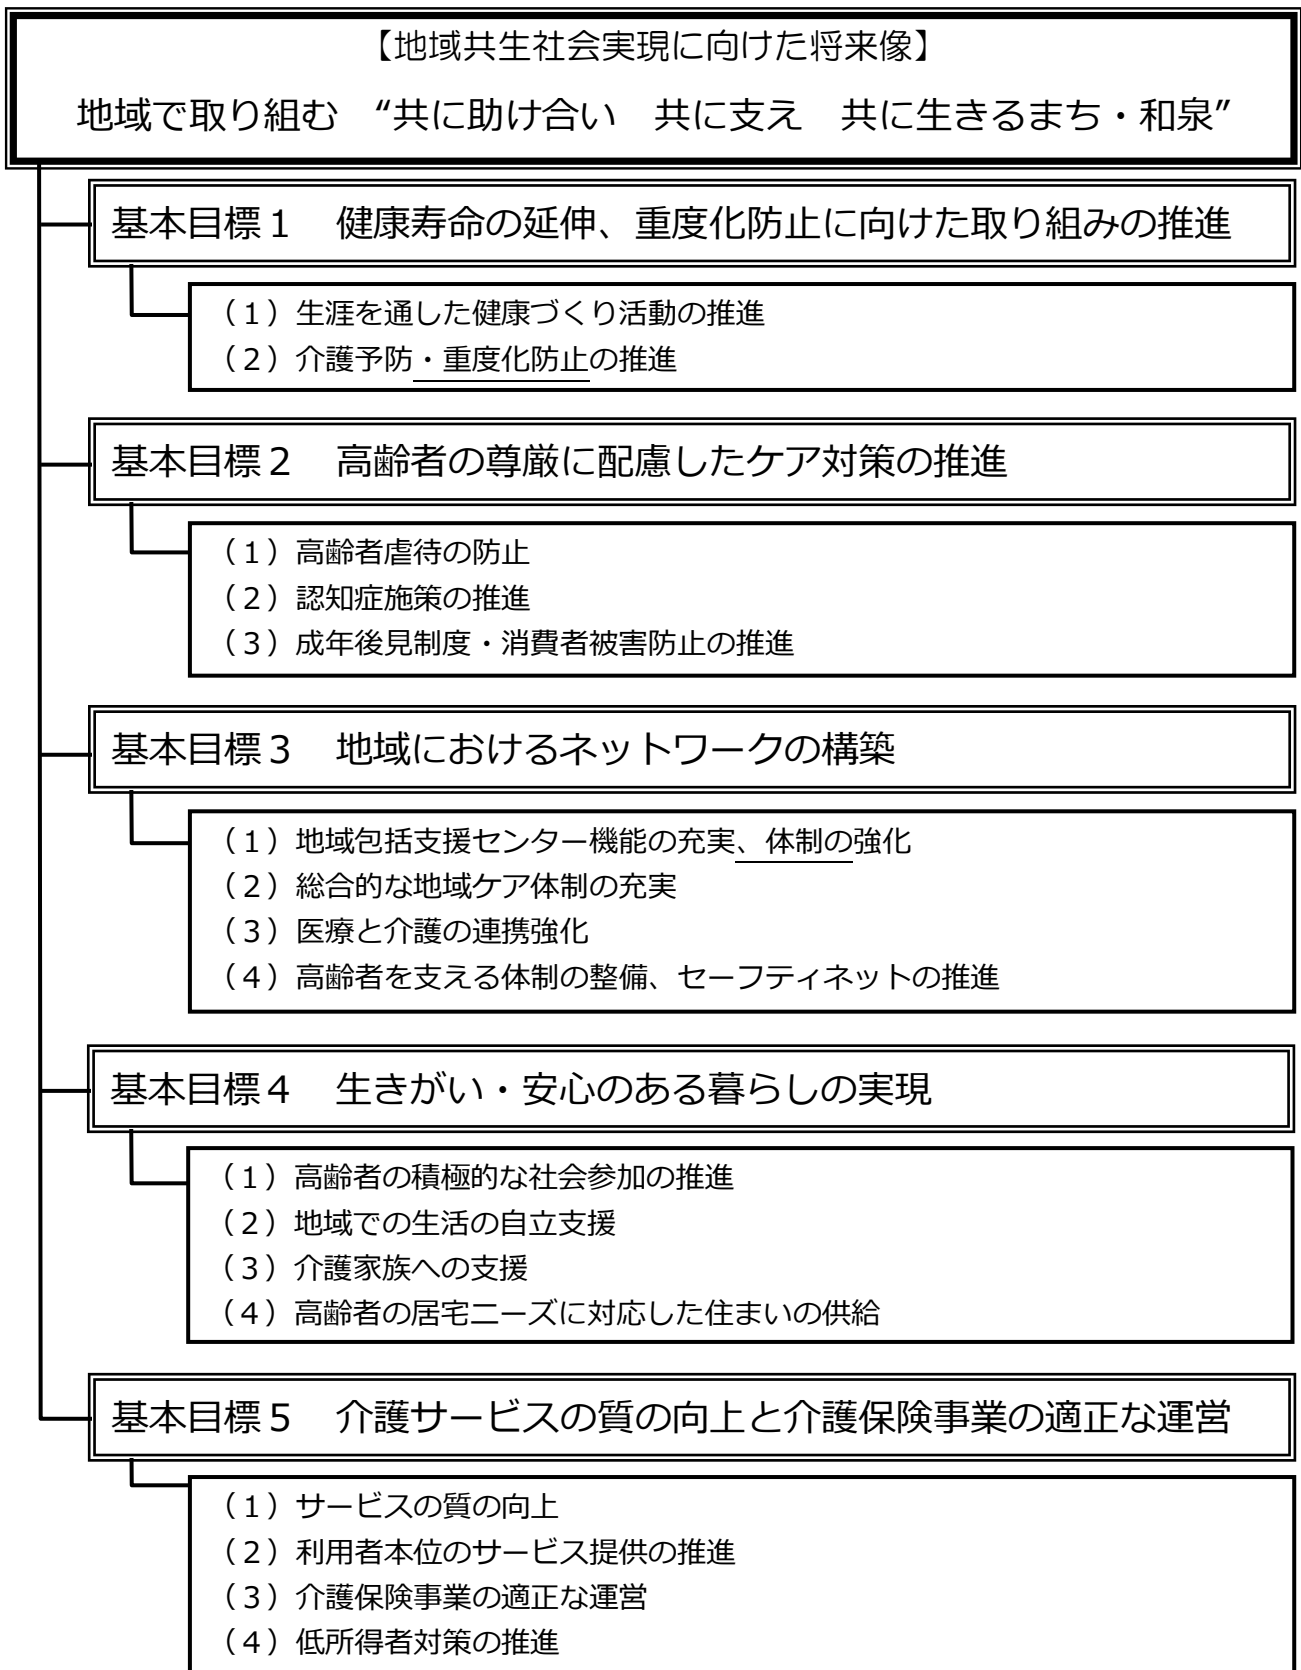 【地域共生社会実現に向けた将来像】
地域で取り組む　“共に助け合い　共に支え　共に生きるまち・和泉”
基本目標１　健康寿命の延伸、重度化防止に向けた取り組みの推進
（１）生涯を通した健康づくり活動の推進
（２）介護予防・重度化防止の推進
基本目標２　高齢者の尊厳に配慮したケア対策の推進
（１）高齢者虐待の防止
（２）認知症施策の推進
（３）成年後見制度・消費者被害防止の推進
基本目標３　地域におけるネットワークの構築
（１）地域包括支援センター機能の充実、体制の強化
（２）総合的な地域ケア体制の充実
（３）医療と介護の連携強化
（４）高齢者を支える体制の整備、セーフティネットの推進
基本目標４　生きがい・安心のある暮らしの実現
（１）高齢者の積極的な社会参加の推進
（２）地域での生活の自立支援
（３）介護家族への支援
（４）高齢者の居宅ニーズに対応した住まいの供給
基本目標５　介護サービスの質の向上と介護保険事業の適正な運営
（１）サービスの質の向上
（２）利用者本位のサービス提供の推進
（３）介護保険事業の適正な運営
（４）低所得者対策の推進